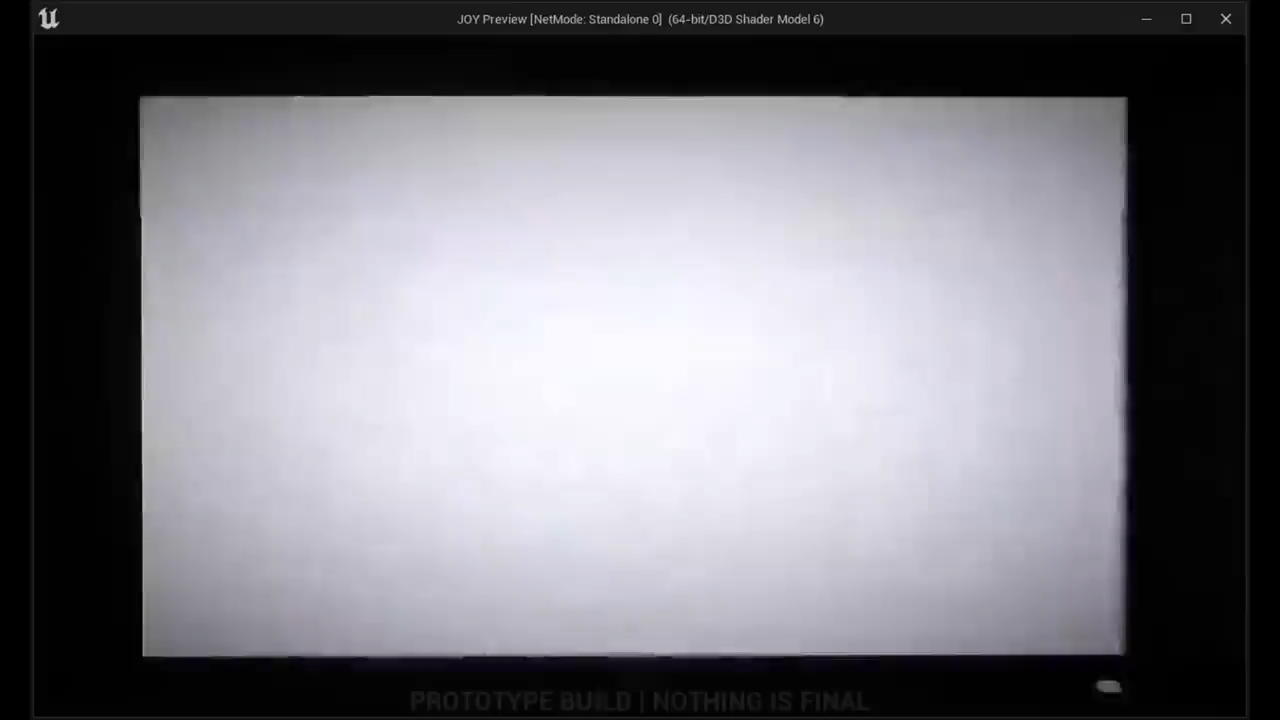 JOY Preview [NetMode: Standalone 0] (64-bit/D3D Shader Model 6)
PROTOTYPE BUILD | NOTHING IS FINAL